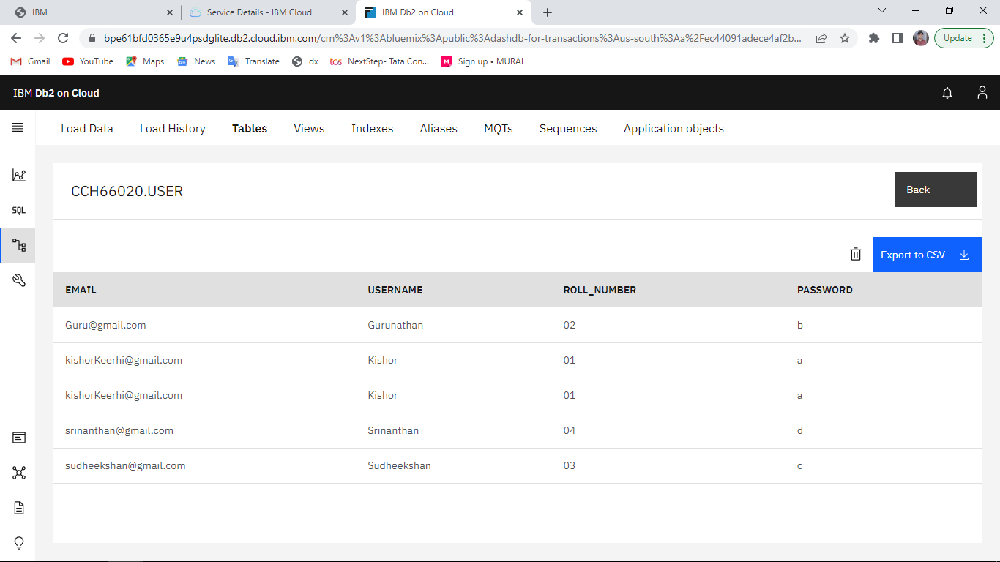 IBM
Service Details - IBM Cloud
IBM Db2 on Cloud
bpe61bfd0365e9u4psdglite.db2.cloud.ibm.com/crn%3Av1%3Abluemix%3Apublic%3Adashdb-for-transactions%3Aus-south%3Aa%2Fec44091adece4af2b...
Update
Gmail
YouTube
Maps
News
Translate
dx
tcs NextStep- Tata Con...
M Sign up • MURAL
IBM Db2 on Cloud
Load Data Load History Tables Views Indexes Aliases MQTs Sequences Application objects
SQL
CCH66020.USER
Back
Export to CSV
EMAIL USERNAME ROLL_NUMBER PASSWORD
Guru@gmail.com Gurunathan 02 b
kishorKeerhi@gmail.com Kishor 01 a
kishorKeerhi@gmail.com Kishor 01 a
srinanthan@gmail.com Srinanthan 04 d
sudheekshan@gmail.com Sudheekshan 03 c